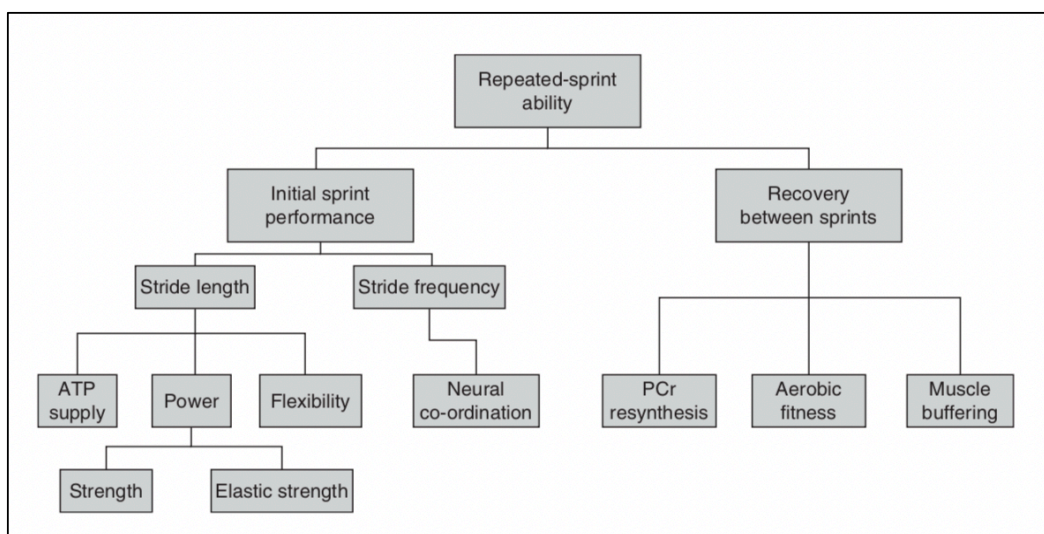 Repeated-sprint
ability
Initial sprint
performance
Recovery
between sprints
Stride length
Stride frequency
ATP
supply
Power
Flexibility
Neural
co-ordination
PCr
resynthesis
Aerobic
fitness
Muscle
buffering
Strength
Elastic strength